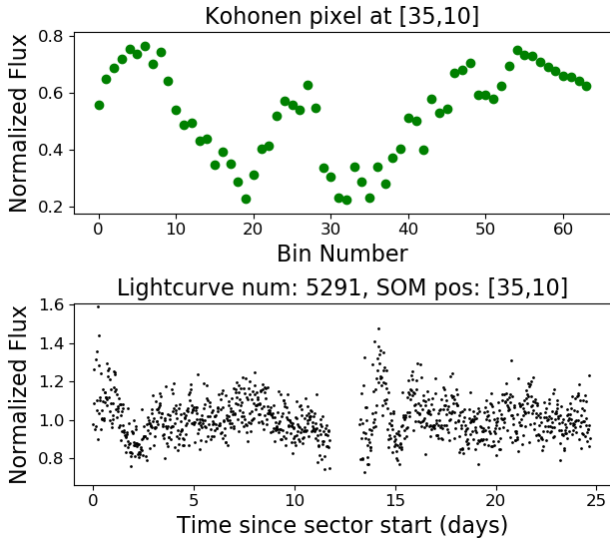 Kohonen pixel at [35,10]
Normalized Flux
0.8
0.6
0.4
0.2
0 10 20 30 40 50 60
Bin Number
Lightcurve num: 5291, SOM pos: [35,10]
Normalized Flux
1.6
1.4
1.2
1.0
0.8
0 5 10 15 20 25
Time since sector start (days)